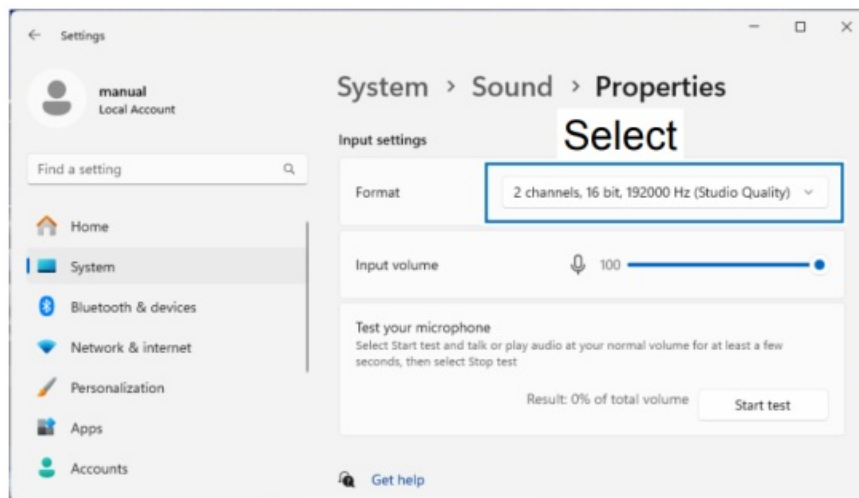 Settings
manual
Local Account
Find a setting
Home
System
Bluetooth & devices
Network & internet
Personalization
Apps
Accounts
System > Sound > Properties
Select
Input settings
Format
2 channels, 16 bit, 192000 Hz (Studio Quality)
Input volume
100
Test your microphone
Select Start test and talk or play audio at your normal volume for at least a few
seconds, then select Stop test
Result: 0% of total volume
Start test
Get help